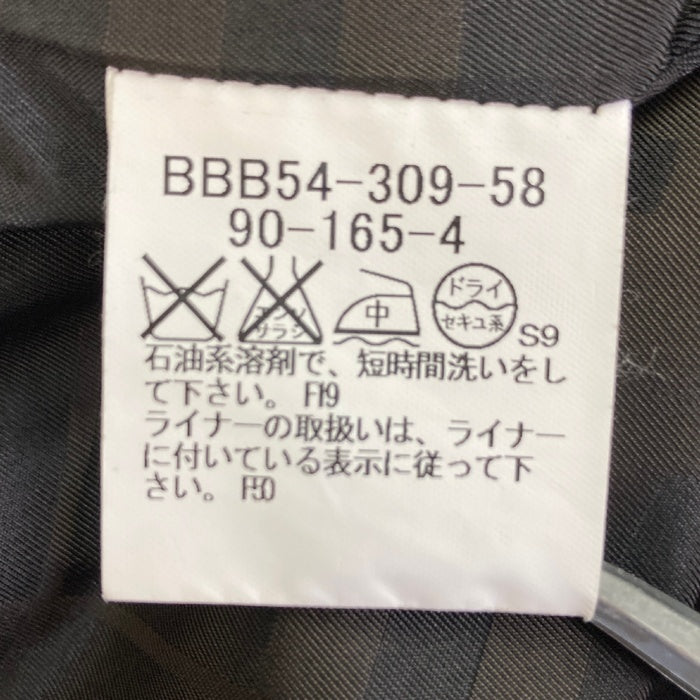 BBB54-309-58
90-165-4
エンソ
サラシ
中
ドライ
セキユ系
S9
石油系溶剤で、短時間洗いをし
て下さい。 F19
ライナーの取扱いは、ライナー
に付いている表示に従って下
さい。 F50